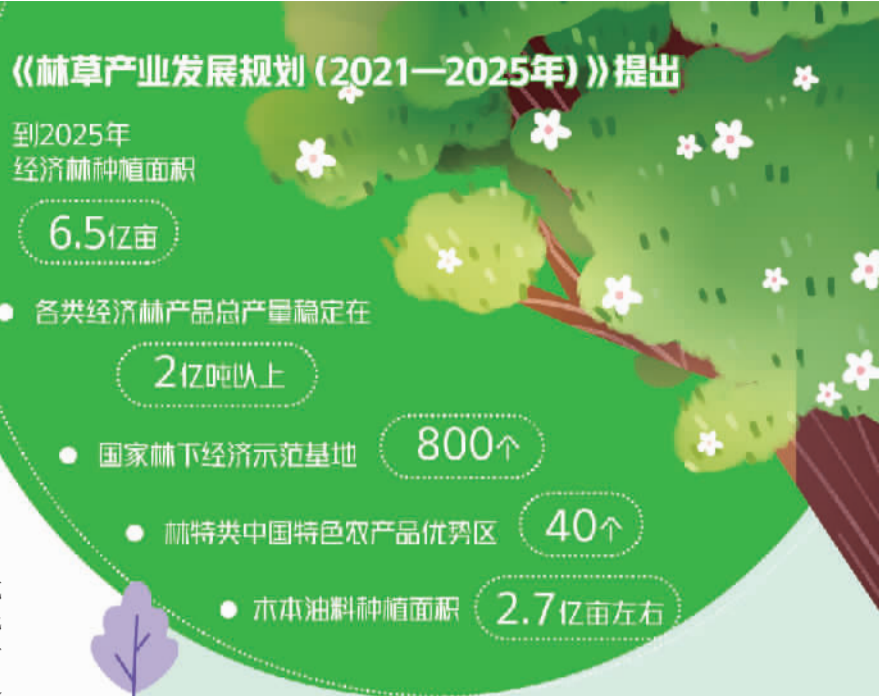 《林草产业发展规划(2021—2025年)》提出
到2025年
经济林种植面积
6.5亿亩
各类经济林产品总产量稳定在
2亿吨以上
国家林下经济示范基地 800个
林特类中国特色农产品优势区 40个
木本油料种植面积 2.7亿亩左右